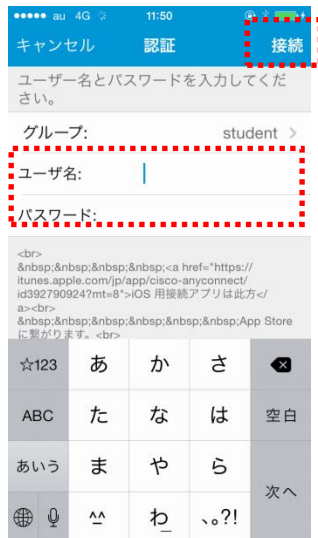 au 4G 11:50
キャンセル 認証 接続
ユーザー名とパスワードを入力してくだ
さい。
グループ: student >
ユーザ名:
パスワード:
<br>
&nbsp;&nbsp;&nbsp;&nbsp;<a href="https://
itunes.apple.com/jp/app/cisco-anyconnect/
id392790924?mt=8">iOS 用接続アプリは此方</
a><br>
&nbsp;&nbsp;&nbsp;&nbsp;&nbsp;App Store
に繋がります。<br>
☆123 あ か さ
ABC た な は 空白
あいう ま や ら
次へ
^^ わ_ 、。?!